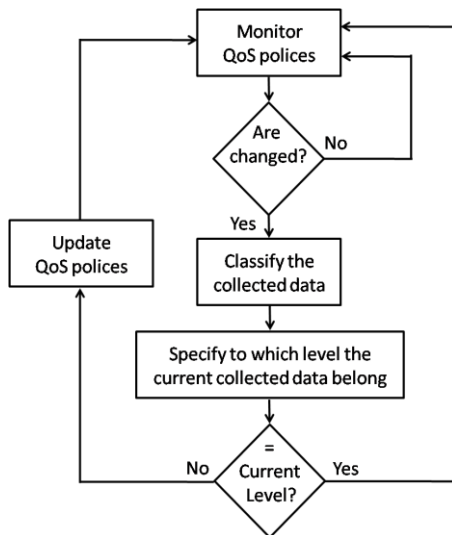 Monitor
QoS polices
Are
changed?
No
Yes
Update
QoS polices
Classify the
collected data
Specify to which level the
current collected data belong
=
Current
Level?
No
Yes